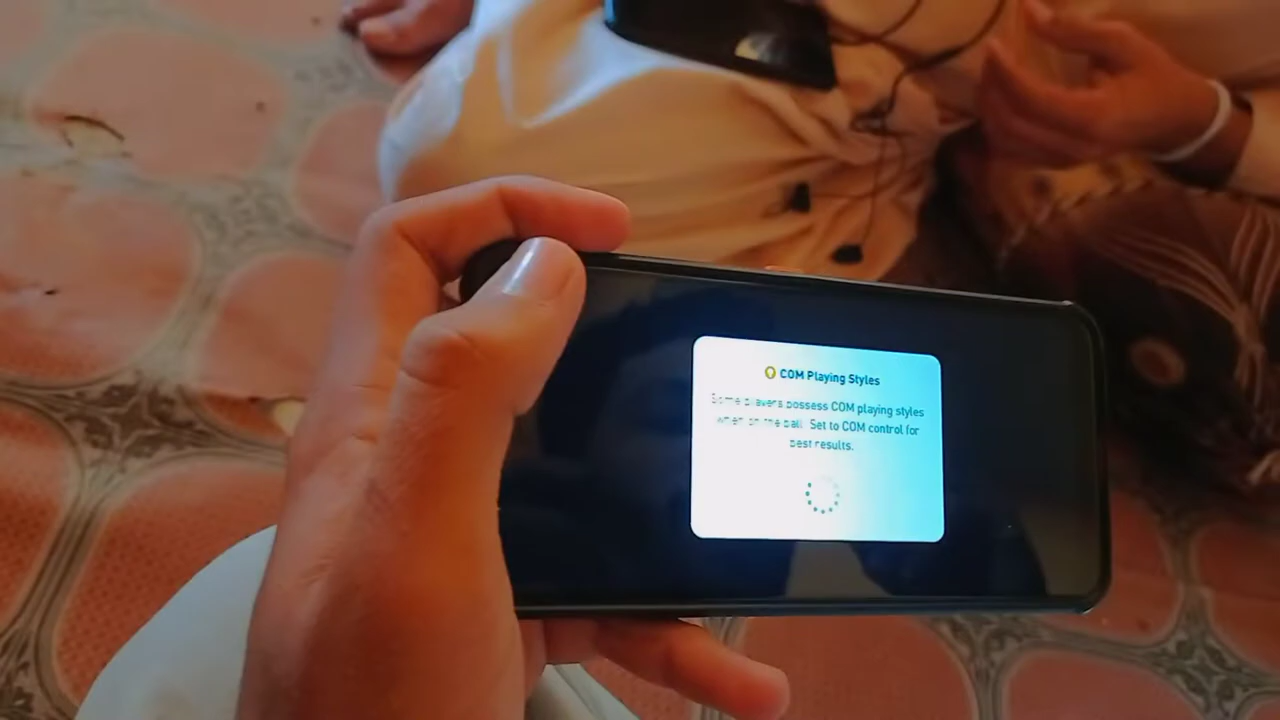 COM Playing Styles
Some players possess COM playing styles
when on the ball. Set to COM control for
best results.